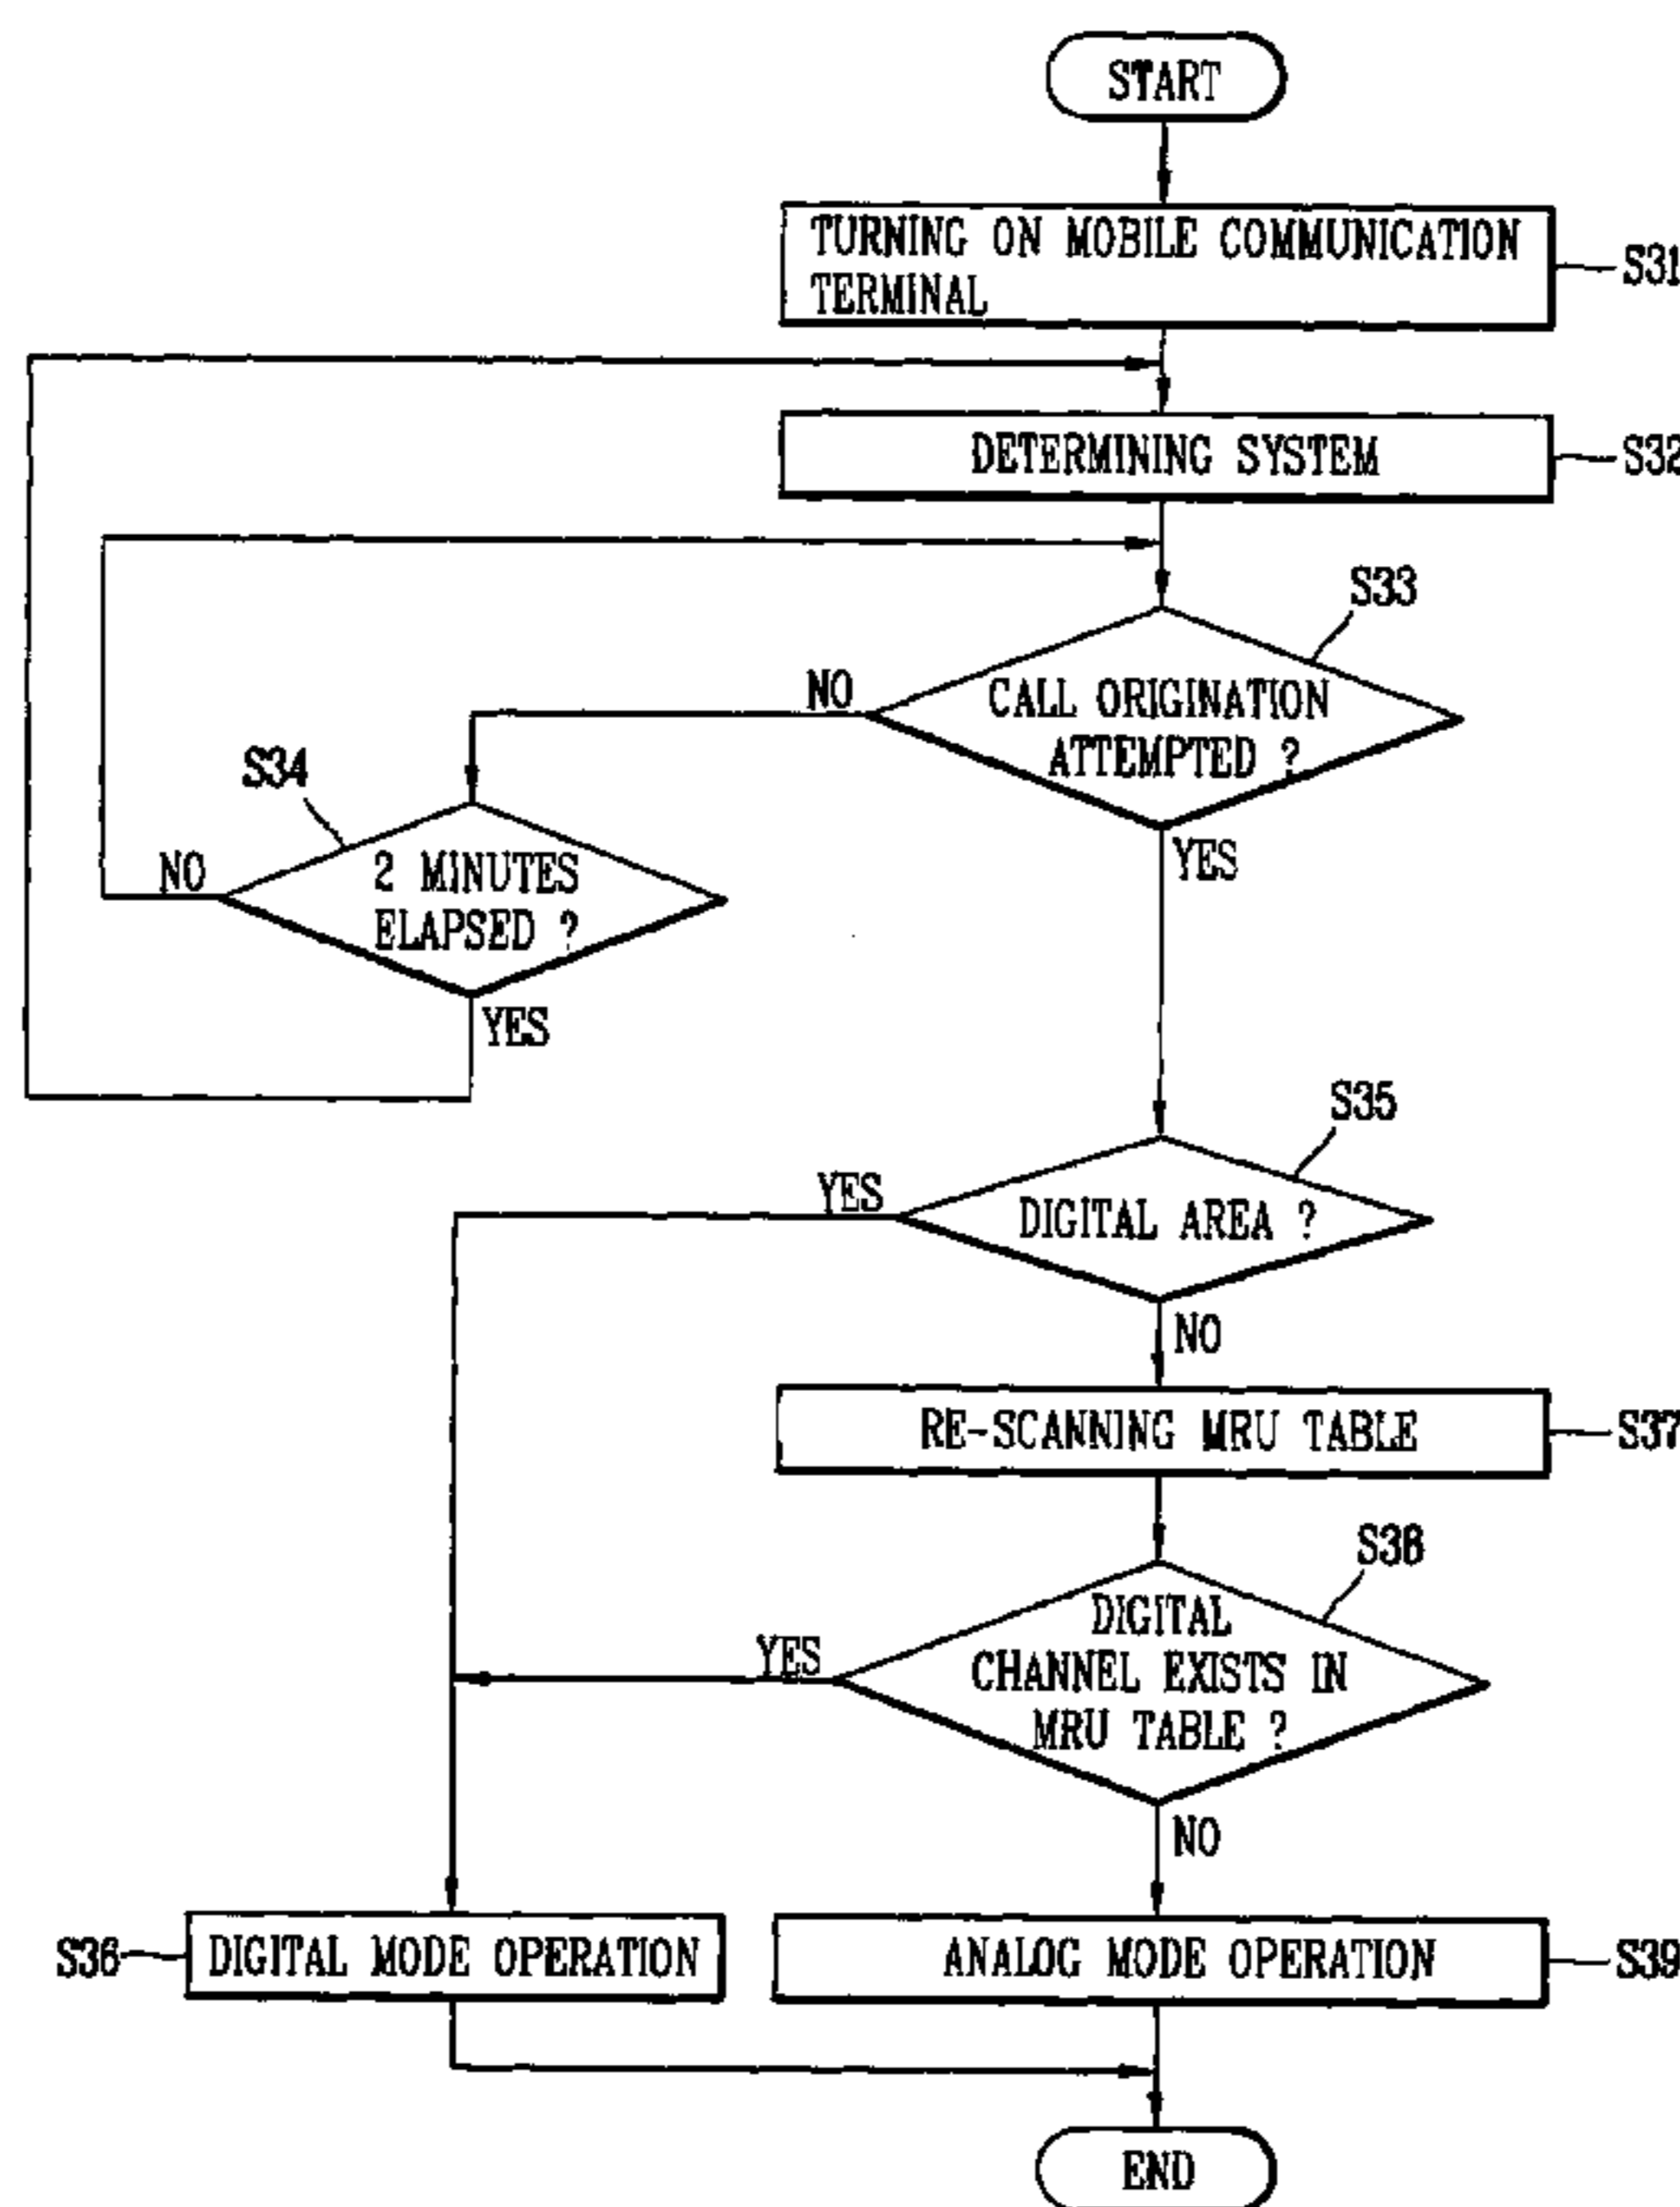 START
TURNING ON MOBILE COMMUNICATION
TERMINAL
S31
DETERMINING SYSTEM
S32
S33
CALL ORIGINATION
ATTEMPTED ?
NO
YES
S34
2 MINUTES
ELAPSED ?
NO
YES
S35
DIGITAL AREA ?
YES
NO
RE-SCANNING MRU TABLE
S37
S38
DIGITAL
CHANNEL EXISTS IN
MRU TABLE ?
YES
NO
S36
DIGITAL MODE OPERATION
ANALOG MODE OPERATION
S39
END